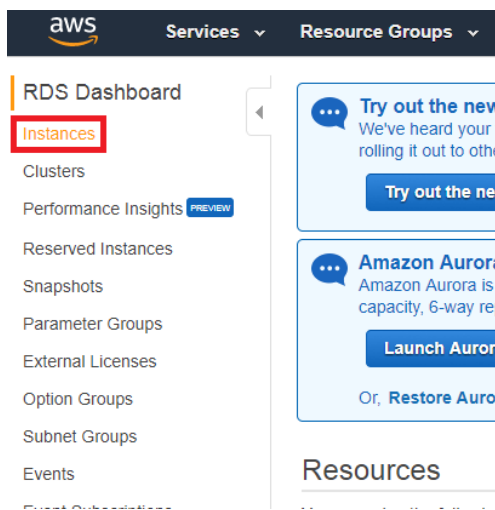 aws Services Resource Groups
RDS Dashboard
Instances
Clusters
Performance Insights PREVIEW
Reserved Instances
Snapshots
Parameter Groups
External Licenses
Option Groups
Subnet Groups
Events
Try out the new
We've heard your
rolling it out to othe
Try out the ne
Amazon Aurora
Amazon Aurora is
capacity, 6-way re
Launch Auror
Or, Restore Auro
Resources